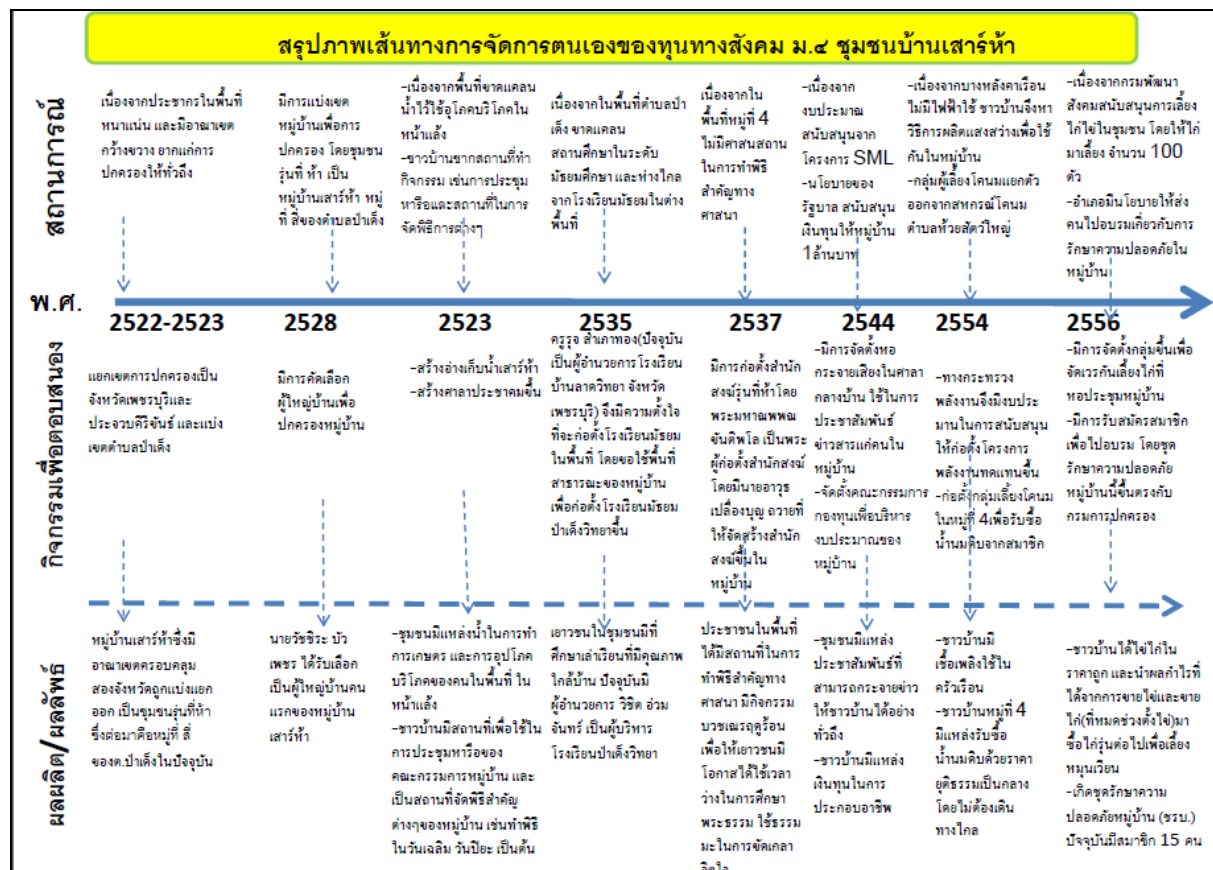 สรุปภาพเส้นทางการจัดการตนเองของทุนทางสังคม ม.๔ ชุมชนบ้านเสาร์ห้า
สถานการณ์
เนื่องจากประชากรในพื้นที่
หนาแน่น และมีอาณาเขต
กว้างขวาง ยากแก่การ
ปกครองให้ทั่วถึง
มีการแบ่งเขต
หมู่บ้านเพื่อการ
ปกครอง โดยชุมชน
รุ่นที่ ห้า เป็น
หมู่บ้านเสาร์ห้า หมู่
ที่ สี่ของตำบลป่าเด็ง
-เนื่องจากพื้นที่ขาดแคลน
น้ำไว้ใช้อุโภคบริโภคใน
หน้าแล้ง
-ชาวบ้านขาดสถานที่ทำ
กิจกรรม เช่นการประชุม
หารือและสถานที่ในการ
จัดพิธีการต่างๆ
เนื่องจากในพื้นที่ตำบลป่า
เด็ง ขาดแคลน
สถานศึกษาในระดับ
มัธยมศึกษา และห่างไกล
จากโรงเรียนมัธยมในต่าง
พื้นที่
เนื่องจากใน
พื้นที่หมู่ที่ 4
ไม่มีศาสนสถาน
ในการทำพิธี
สำคัญทาง
ศาสนา
-เนื่องจาก
งบประมาณ
สนับสนุนจาก
โครงการ SML
-นโยบายของ
รัฐบาล สนับสนุน
เงินทุนให้หมู่บ้าน
1ล้านบาท
-เนื่องจากบางหลังคาเรือน
ไม่มีไฟฟ้าใช้ ชาวบ้านจึงหา
วิธีการผลิตแสงสว่างเพื่อใช้
กันในหมู่บ้าน
-กลุ่มผู้เลี้ยงโคนมแยกตัว
ออกจากสหกรณ์โคนม
ตำบลห้วยสัตว์ใหญ่
-เนื่องจากกรมพัฒนา
สังคมสนับสนุนการเลี้ยง
ไก่ไข่ในชุมชน โดยให้ไก่
มาเลี้ยง จำนวน 100
ตัว
-อำเภอมีนโยบายให้ส่ง
คนไปอบรมเกี่ยวกับการ
รักษาความปลอดภัยใน
หมู่บ้าน
พ.ศ.
2522-2523
2528
2523
2535
2537
2544
2554
2556
กิจกรรมเพื่อตอบสนอง
แยกเขตการปกครองเป็น
จังหวัดเพชรบุรีและ
ประจวบคีรีขันธ์ และแบ่ง
เขตตำบลป่าเด็ง
มีการคัดเลือก
ผู้ใหญ่บ้านเพื่อ
ปกครองหมู่บ้าน
-สร้างอ่างเก็บน้ำเสาร์ห้า
-สร้างศาลาประชาคมขึ้น
ครูรุจ สำเภาทอง(ปัจจุบัน
เป็นผู้อำนวยการโรงเรียน
บ้านลาดวิทยา จังหวัด
เพชรบุรี) จึงมีความตั้งใจ
ที่จะก่อตั้งโรงเรียนมัธยม
ในพื้นที่ โดยขอใช้พื้นที่
สาธารณะของหมู่บ้าน
เพื่อก่อตั้งโรงเรียนมัธยม
ป่าเด็งวิทยาขึ้น
มีการก่อตั้งสำนัก
สงฆ์รุ่นที่ห้าโดย
พระมหาณพพณ
ขันติพโล เป็นพระ
ผู้ก่อตั้งสำนักสงฆ์
โดยมีนายอาวุธ
เปลื้องบุญ ถวายที่
ให้จัดสร้างสำนัก
สงฆ์ขึ้นใน
หมู่บ้าน
-มีการจัดตั้งหอ
กระจายเสียงในศาลา
กลางบ้าน ใช้ในการ
ประชาสัมพันธ์
ข่าวสารแก่คนใน
หมู่บ้าน
-จัดตั้งคณะกรรมการ
กองทุนเพื่อบริหาร
งบประมาณของ
หมู่บ้าน
-ทางกระทรวง
พลังงานจึงมีงบประ
มานในการสนับสนุน
ให้ก่อตั้งโครงการ
พลังงานทดแทนขึ้น
-ก่อตั้งกลุ่มเลี้ยงโคนม
ในหมู่ที่ 4เพื่อรับซื้อ
น้ำนมดิบจากสมาชิก
-มีการจัดตั้งกลุ่มขึ้นเพื่อ
จัดเวรกันเลี้ยงไก่ที่
หอประชุมหมู่บ้าน
-มีการรับสมัครสมาชิก
เพื่อไปอบรม โดยชุด
รักษาความปลอดภัย
หมู่บ้านนี้ขึ้นตรงกับ
กรมการปกครอง
ผลผลิต/ผลลัพธ์
หมู่บ้านเสาร์ห้าซึ่งมี
อาณาเขตครอบคลุม
สองจังหวัดถูกแบ่งแยก
ออก เป็นชุมชนรุ่นที่ห้า
ซึ่งต่อมาคือหมู่ที่ สี่
ของต.ป่าเด็งในปัจจุบัน
นายวัชชิระ บัว
เพชร ได้รับเลือก
เป็นผู้ใหญ่บ้านคน
แรกของหมู่บ้าน
เสาร์ห้า
-ชุมชนมีแหล่งน้ำในการทำ
การเกษตร และการอุปโภค
บริโภคของคนในพื้นที่ ใน
หน้าแล้ง
-ชาวบ้านมีสถานที่เพื่อใช้ใน
การประชุมหารือของ
คณะกรรมการหมู่บ้าน และ
เป็นสถานที่จัดพิธีสำคัญ
ต่างๆของหมู่บ้าน เช่นทำพิธี
ในวันเฉลิม วันปิยะ เป็นต้น
เยาวชนในชุมชนมีที่
ศึกษาเล่าเรียนที่มีคุณภาพ
ใกล้บ้าน ปัจจุบันมี
ผู้อำนวยการ วิชิต อ่วม
จันทร์ เป็นผู้บริหาร
โรงเรียนป่าเด็งวิทยา
ประชาชนในพื้นที่
ได้มีสถานที่ในการ
ทำพิธีสำคัญทาง
ศาสนา มีกิจกรรม
บวชเณรฤดูร้อน
เพื่อให้เยาวชนมี
โอกาสได้ใช้เวลา
ว่างในการศึกษา
พระธรรม ใช้ธรรม
มะในการขัดเกลา
จิตใจ
-ชุมชนมีแหล่ง
ประชาสัมพันธ์ที่
สามารถกระจายข่าว
ให้ชาวบ้านได้อย่าง
ทั่วถึง
-ชาวบ้านมีแหล่ง
เงินทุนในการ
ประกอบอาชีพ
-ชาวบ้านมี
เชื้อเพลิงใช้ใน
ครัวเรือน
-ชาวบ้านหมู่ที่ 4
มีแหล่งรับซื้อ
น้ำนมดิบด้วยราคา
ยุติธรรมเป็นกลาง
โดยไม่ต้องเดิน
ทางไกล
-ชาวบ้านได้ไข่ไก่ใน
ราคาถูก และนำผลกำไรที่
ได้จากการขายไข่และขาย
ไก่(ที่หมดช่วงตั้งไข่)มา
ซื้อไก่รุ่นต่อไปเพื่อเลี้ยง
หมุนเวียน
-เกิดชุดรักษาความ
ปลอดภัยหมู่บ้าน (ชรบ.)
ปัจจุบันมีสมาชิก 15 คน